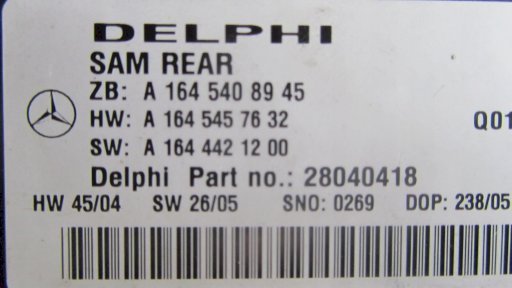 DELPHI
SAM REAR
ZB: A 164 540 89 45
HW: A 164 545 76 32 Q01
SW: A 164 442 12 00
Delphi Part no.: 28040418
HW 45/04 SW 26/05 SNO: 0269 DOP: 238/05